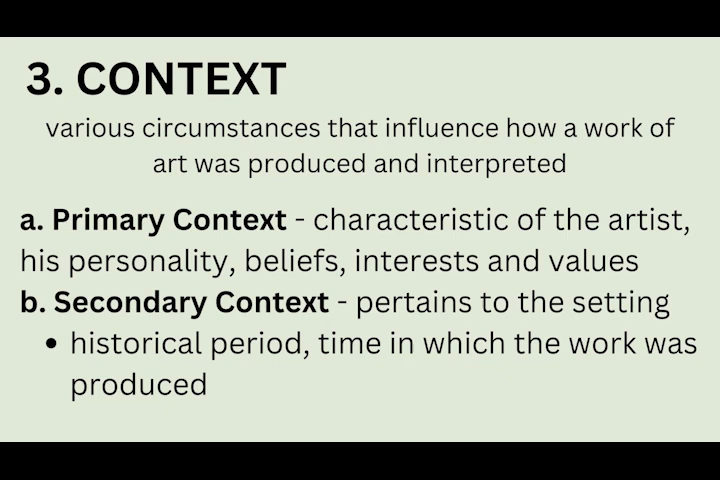 3. CONTEXT
various circumstances that influence how a work of
art was produced and interpreted
a. Primary Context - characteristic of the artist,
his personality, beliefs, interests and values
b. Secondary Context - pertains to the setting
• historical period, time in which the work was
produced